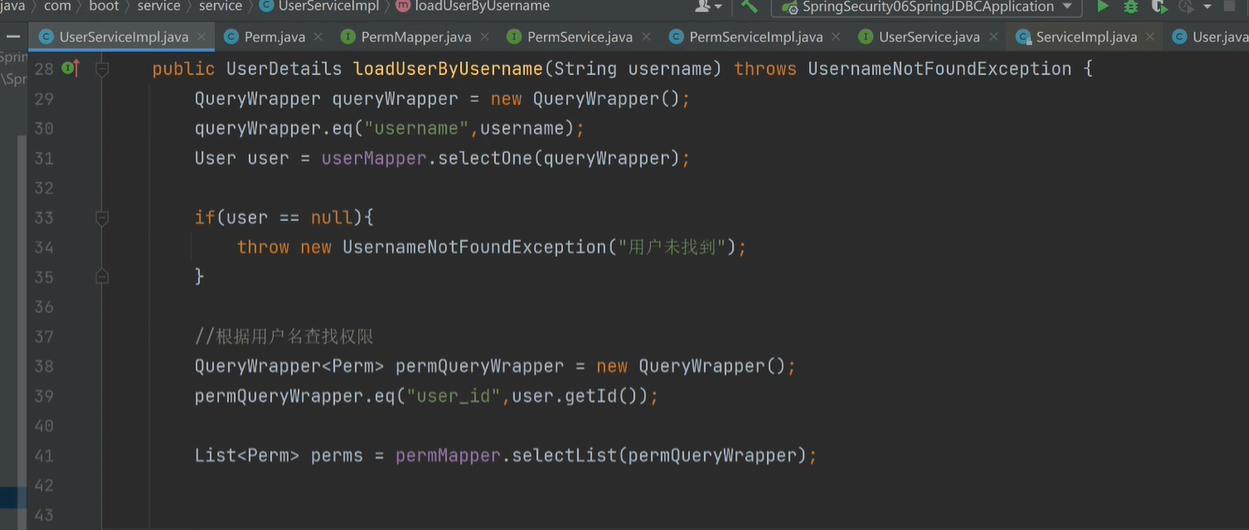 java > com > boot > service > service > UserServiceImpl > loadUserByUsername SpringSecurity06SpringJDBCApplication
UserServiceImpl.java Perm.java PermMapper.java PermService.java PermServiceImpl.java UserService.java ServiceImpl.java User.java
28 public UserDetails loadUserByUsername(String username) throws UsernameNotFoundException {
29 QueryWrapper queryWrapper = new QueryWrapper();
30 queryWrapper.eq("username",username);
31 User user = userMapper.selectOne(queryWrapper);
32
33 if(user == null){
34 throw new UsernameNotFoundException("用户未找到");
35 }
36
37 //根据用户名查找权限
38 QueryWrapper<Perm> permQueryWrapper = new QueryWrapper();
39 permQueryWrapper.eq("user_id",user.getId());
40
41 List<Perm> perms = permMapper.selectList(permQueryWrapper);
42
43
Sprin
\Spr